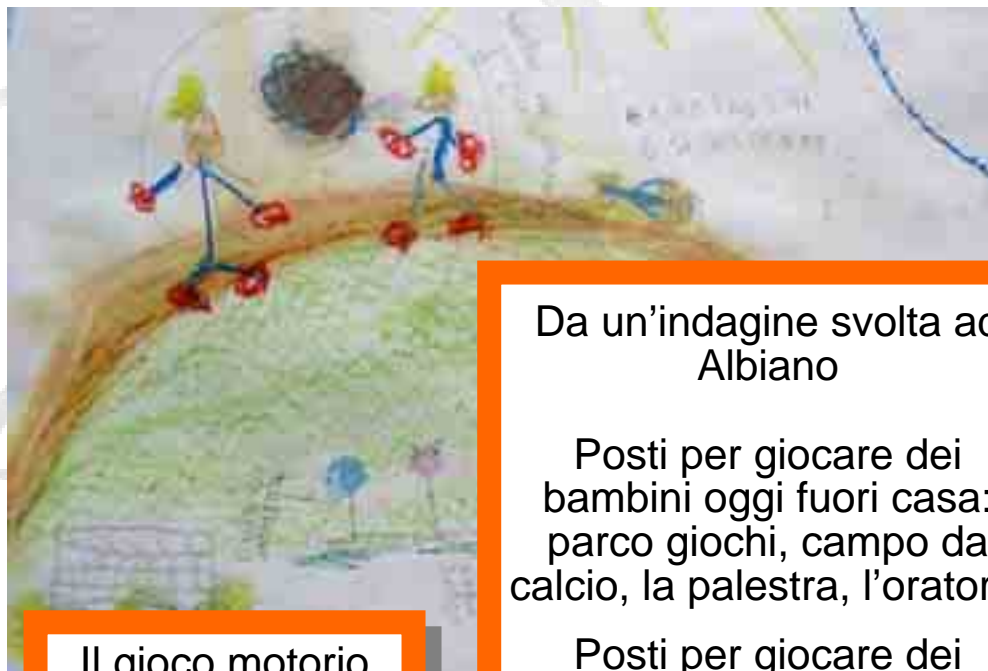 Da un'indagine svolta ad
Albiano
Posti per giocare dei
bambini oggi fuori casa:
parco giochi, campo da
calcio, la palestra, l'orator
Posti per giocare dei
Il gioco motorio